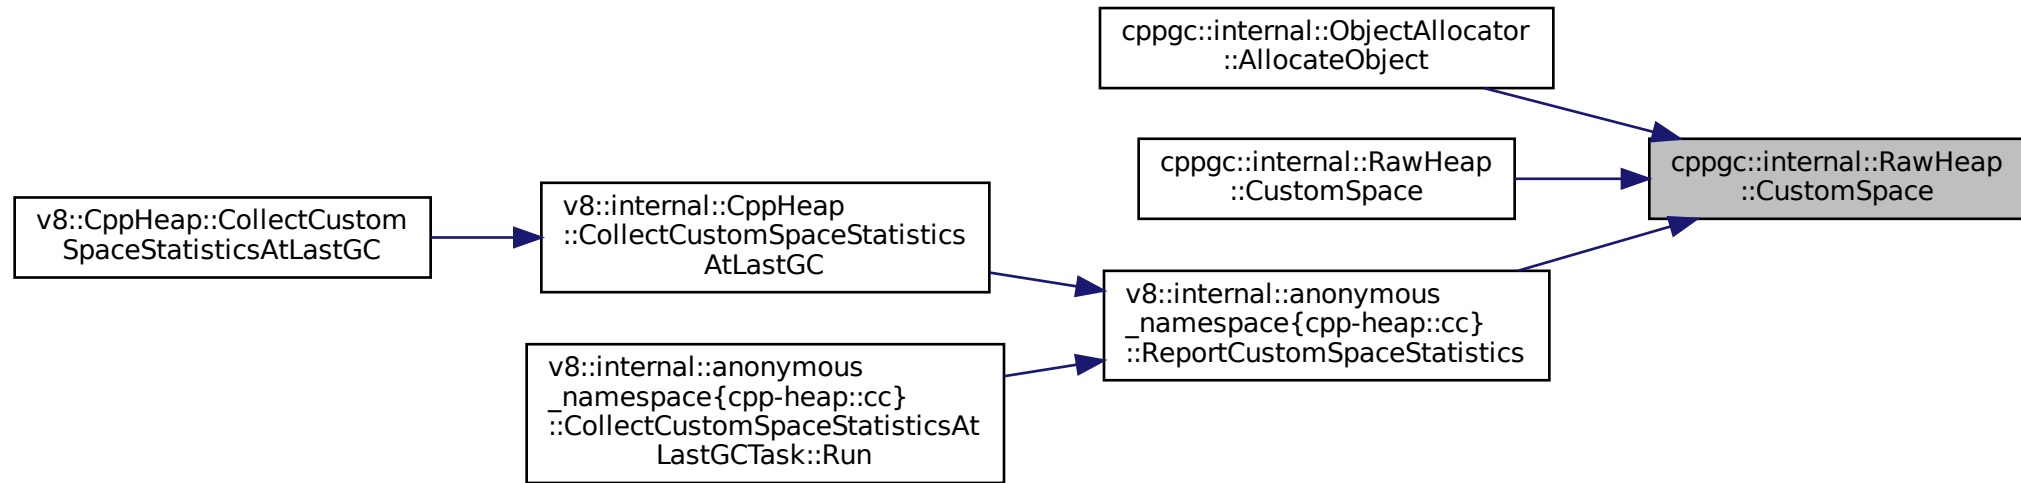 cppgc::internal::ObjectAllocator
::AllocateObject
cppgc::internal::RawHeap
::CustomSpace
cppgc::internal::RawHeap
::CustomSpace
v8::CppHeap::CollectCustom
SpaceStatisticsAtLastGC
v8::internal::CppHeap
::CollectCustomSpaceStatistics
AtLastGC
v8::internal::anonymous
_namespace{cpp-heap::cc}
::ReportCustomSpaceStatistics
v8::internal::anonymous
_namespace{cpp-heap::cc}
::CollectCustomSpaceStatisticsAt
LastGCTask::Run